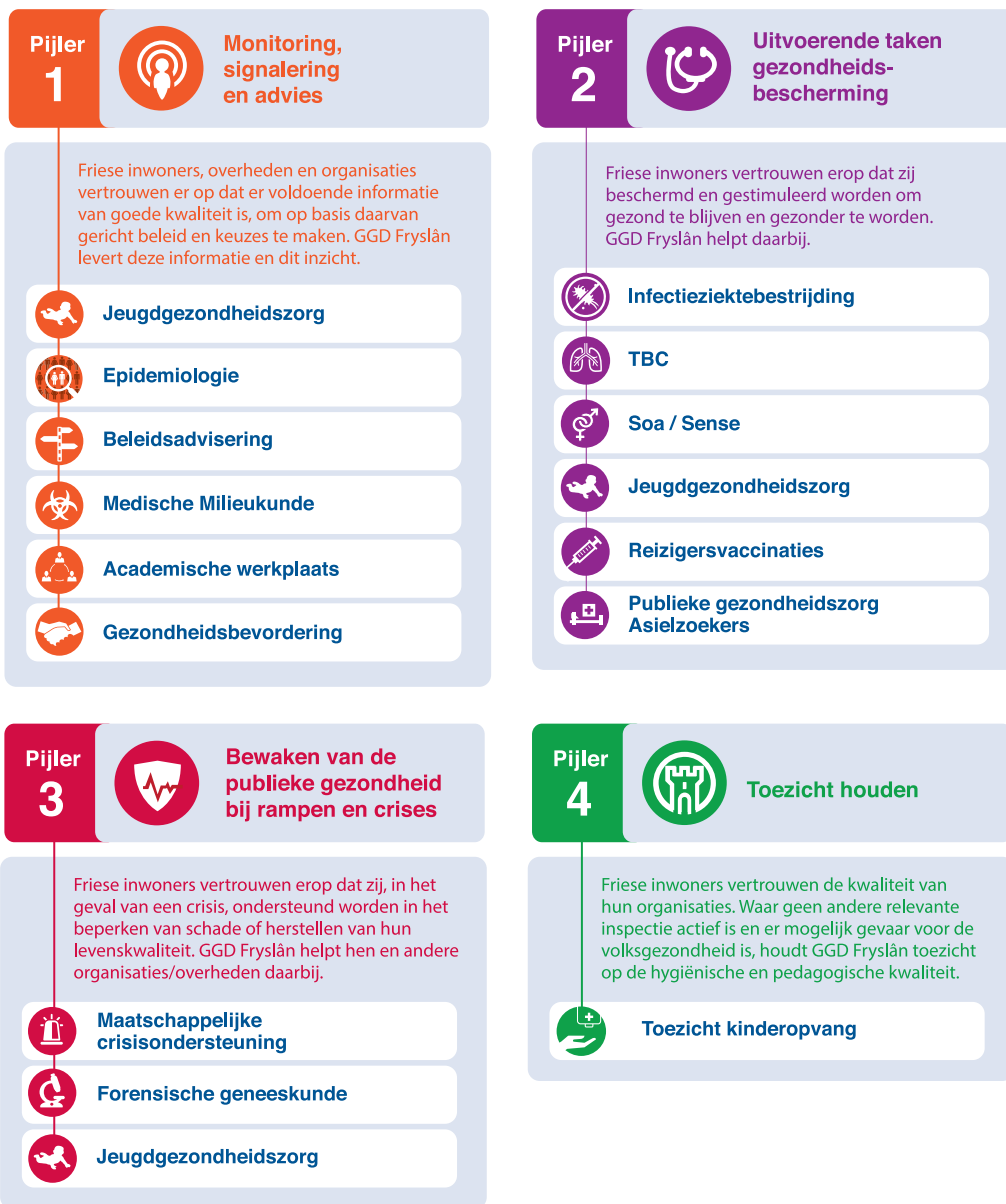 Pijler
1
Monitoring,
signalering
en advies
Friese inwoners, overheden en organisaties
vertrouwen er op dat er voldoende informatie
van goede kwaliteit is, om op basis daarvan
gericht beleid en keuzes te maken. GGD Fryslân
levert deze informatie en dit inzicht.
Jeugdgezondheidszorg
Epidemiologie
Beleidsadvisering
Medische Milieukunde
Academische werkplaats
Gezondheidsbevordering
Pijler
2
Uitvoerende taken
gezondheids-
bescherming
Friese inwoners vertrouwen erop dat zij
beschermd en gestimuleerd worden om
gezond te blijven en gezonder te worden.
GGD Fryslân helpt daarbij.
Infectieziektebestrijding
TBC
Soa / Sense
Jeugdgezondheidszorg
Reizigersvaccinaties
Publieke gezondheidszorg
Asielzoekers
Pijler
3
Bewaken van de
publieke gezondheid
bij rampen en crises
Friese inwoners vertrouwen erop dat zij, in het
geval van een crisis, ondersteund worden in het
beperken van schade of herstellen van hun
levenskwaliteit. GGD Fryslân helpt hen en andere
organisaties/overheden daarbij.
Maatschappelijke
crisisondersteuning
Forensische geneeskunde
Jeugdgezondheidszorg
Pijler
4
Toezicht houden
Friese inwoners vertrouwen de kwaliteit van
hun organisaties. Waar geen andere relevante
inspectie actief is en er mogelijk gevaar voor de
volksgezondheid is, houdt GGD Fryslân toezicht
op de hygiënische en pedagogische kwaliteit.
Toezicht kinderopvang